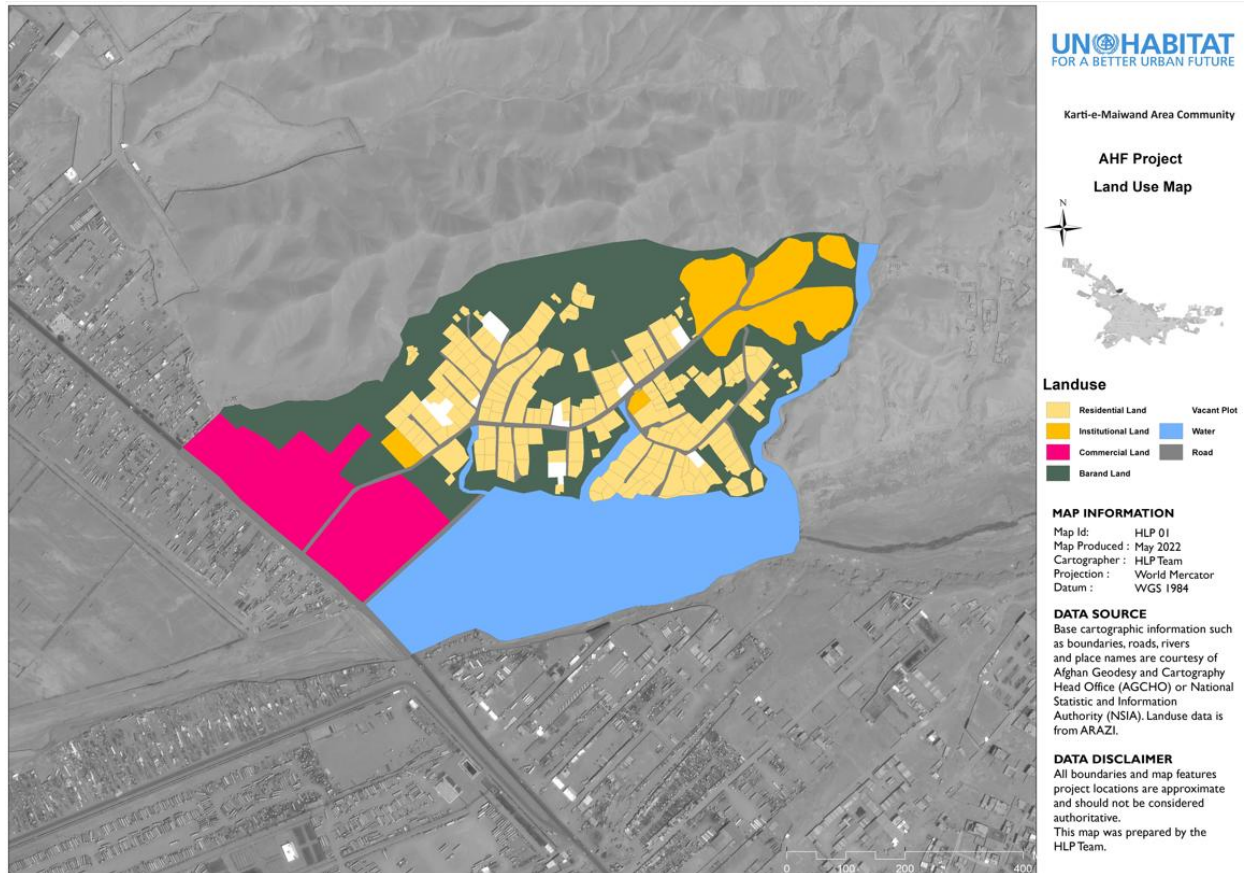 UN HABITAT
FOR A BETTER URBAN FUTURE
Karti-e-Maiwand Area Community
AHF Project
Land Use Map
N
Landuse
Residential Land
Vacant Plot
Institutional Land
Water
Commercial Land
Road
Barand Land
MAP INFORMATION
Map Id: HLP 01
Map Produced : May 2022
Cartographer : HLP Team
Projection : World Mercator
Datum : WGS 1984
DATA SOURCE
Base cartographic information such
as boundaries, roads, rivers
and place names are courtesy of
Afghan Geodesy and Cartography
Head Office (AGCHO) or National
Statistic and Information
Authority (NSIA). Landuse data is
from ARAZI.
DATA DISCLAIMER
All boundaries and map features
project locations are approximate
and should not be considered
authoritative.
This map was prepared by the
HLP Team.
0 100 200 400